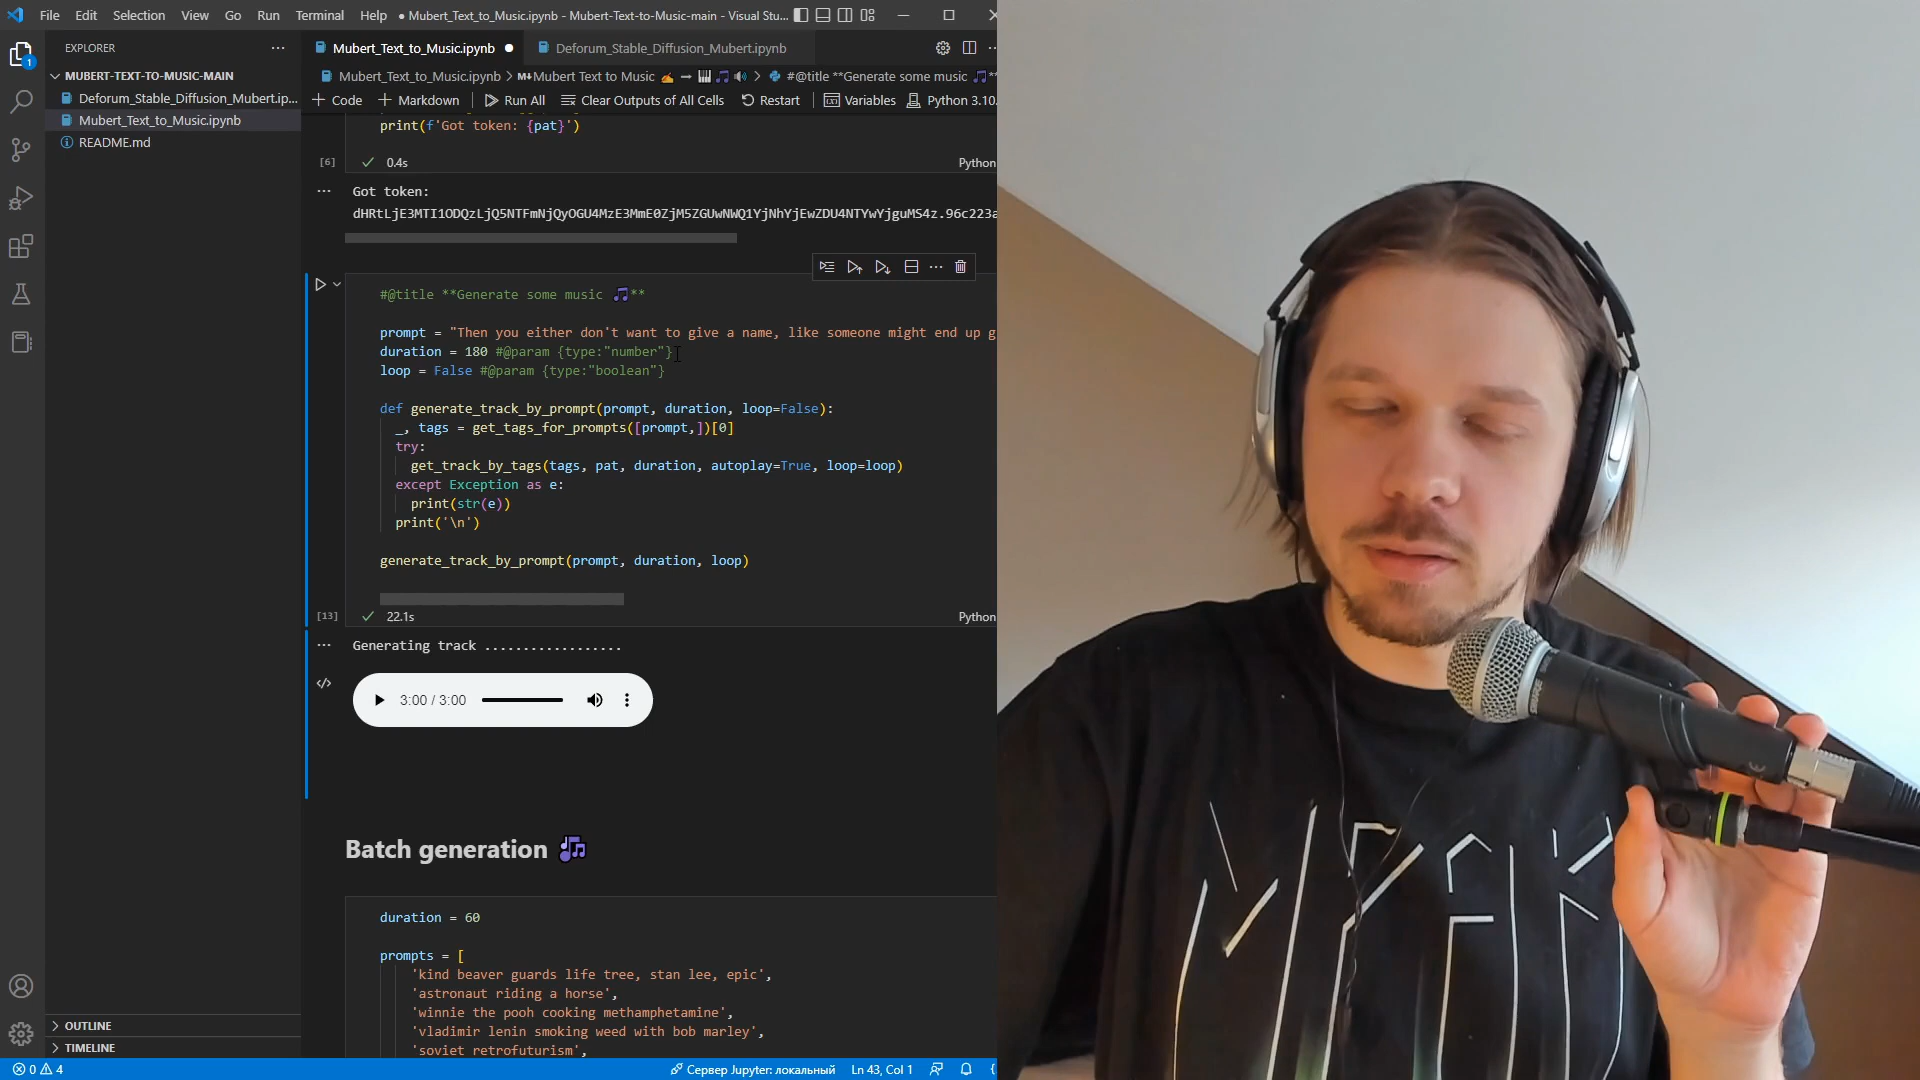 File Edit Selection View Go Run Terminal Help ● Mubert_Text_to_Music.ipynb - Mubert-Text-to-Music-main - Visual Stu...
EXPLORER
MUBERT-TEXT-TO-MUSIC-MAIN
Deforum_Stable_Diffusion_Mubert.ip...
Mubert_Text_to_Music.ipynb
README.md
OUTLINE
TIMELINE
Mubert_Text_to_Music.ipynb ● Deforum_Stable_Diffusion_Mubert.ipynb
Mubert_Text_to_Music.ipynb > M↓Mubert Text to Music ✍ → 🎹🎵🔊 > #@title **Generate some music 🎵**
+ Code + Markdown Run All Clear Outputs of All Cells Restart Variables Python 3.10.
print(f'Got token: {pat}')
[6] ✓ 0.4s Python
Got token:
dHRtLjE3MTI1ODQzLjQ5NTFmNjQyOGU4MzE3MmE0ZjM5ZGUwNWQ1YjNhYjEwZDU4NTYwYjguMS4z.96c223a
#@title **Generate some music 🎵**
prompt = "Then you either don't want to give a name, like someone might end up g
duration = 180 #@param {type:"number"}
loop = False #@param {type:"boolean"}
def generate_track_by_prompt(prompt, duration, loop=False):
_, tags = get_tags_for_prompts([prompt,])[0]
try:
get_track_by_tags(tags, pat, duration, autoplay=True, loop=loop)
except Exception as e:
print(str(e))
print('\n')
generate_track_by_prompt(prompt, duration, loop)
[13] ✓ 22.1s Python
Generating track ..................
3:00 / 3:00
Batch generation 🎶
duration = 60
prompts = [
'kind beaver guards life tree, stan lee, epic',
'astronaut riding a horse',
'winnie the pooh cooking methamphetamine',
'vladimir lenin smoking weed with bob marley',
'soviet retrofuturism',
0 4 Сервер Jupyter: локальный Ln 43, Col 1